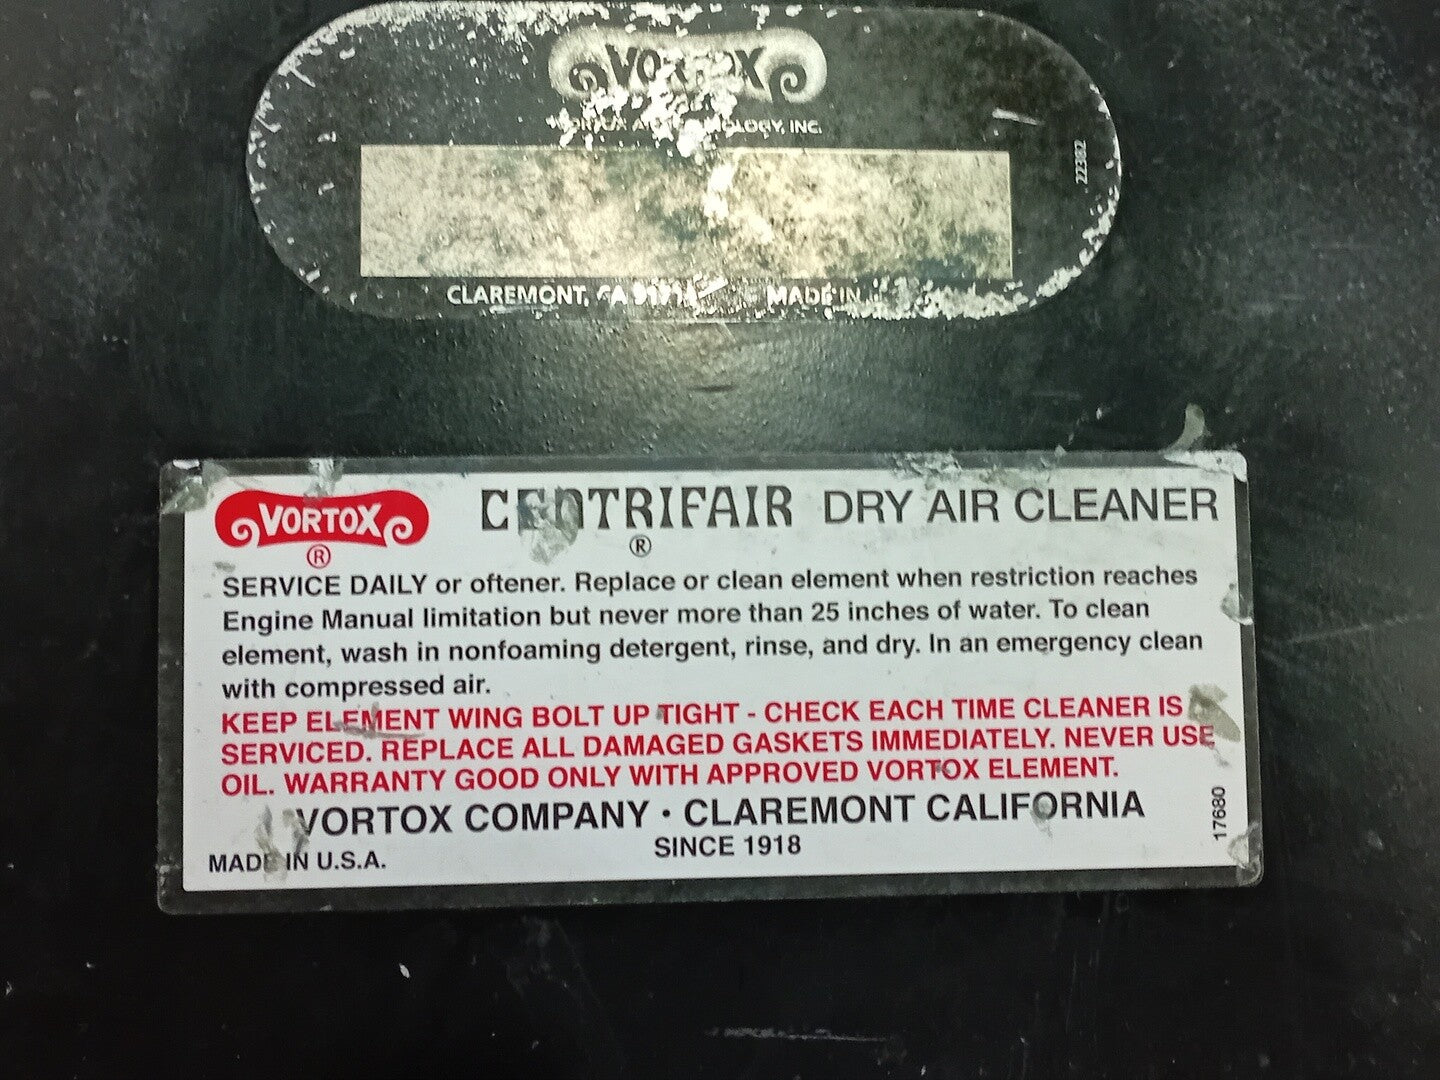 VORTOX
TECHNOLOGY, INC.
22302
CLAREMONT, CA 91711 MADE IN
VORTOX CENTRIFAIR DRY AIR CLEANER
® ®
SERVICE DAILY or oftener. Replace or clean element when restriction reaches
Engine Manual limitation but never more than 25 inches of water. To clean
element, wash in nonfoaming detergent, rinse, and dry. In an emergency clean
with compressed air.
KEEP ELEMENT WING BOLT UP TIGHT - CHECK EACH TIME CLEANER IS
SERVICED. REPLACE ALL DAMAGED GASKETS IMMEDIATELY. NEVER USE
OIL. WARRANTY GOOD ONLY WITH APPROVED VORTOX ELEMENT.
VORTOX COMPANY · CLAREMONT CALIFORNIA
SINCE 1918
MADE IN U.S.A.
17680